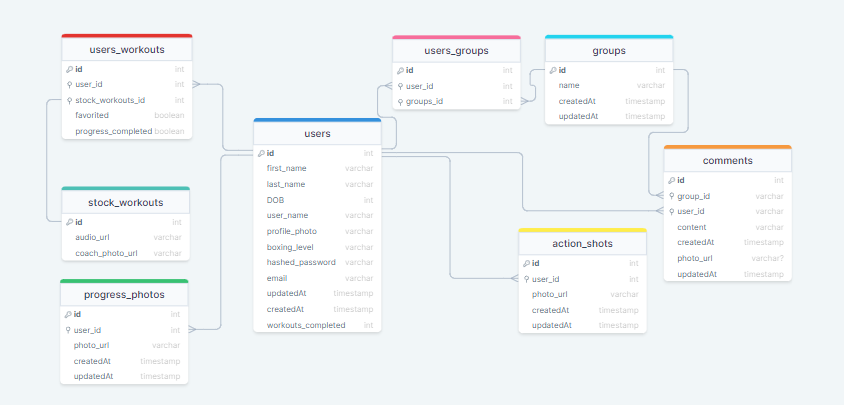 users_workouts
id int
user_id int
stock_workouts_id int
favorited boolean
progress_completed boolean
stock_workouts
id int
audio_url varchar
coach_photo_url varchar
progress_photos
id int
user_id int
photo_url varchar
createdAt timestamp
updatedAt timestamp
users
id int
first_name varchar
last_name varchar
DOB int
user_name varchar
profile_photo varchar
boxing_level varchar
hashed_password varchar
email varchar
updatedAt timestamp
createdAt timestamp
workouts_completed int
users_groups
id int
user_id int
groups_id int
groups
id int
name varchar
createdAt timestamp
updatedAt timestamp
action_shots
id int
user_id int
photo_url varchar
createdAt timestamp
updatedAt timestamp
comments
id int
group_id varchar
user_id varchar
content varchar
createdAt timestamp
photo_url varchar?
updatedAt timestamp